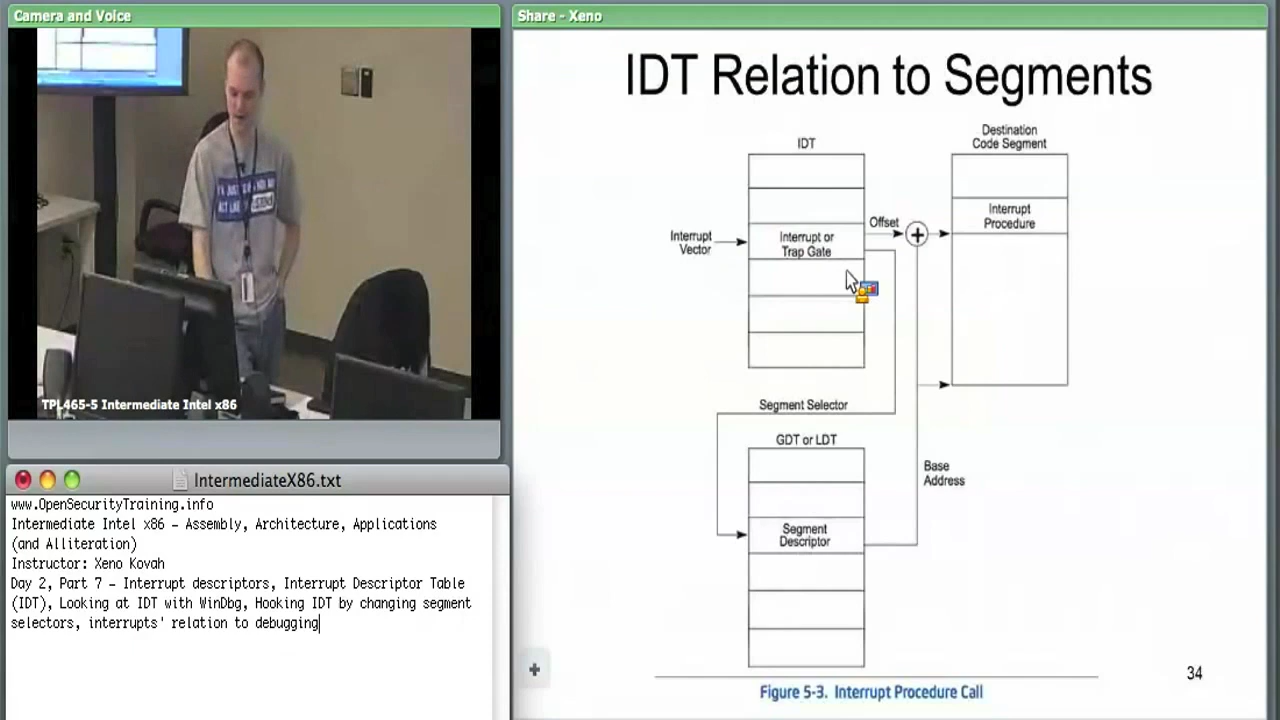 Camera and Voice
TPL465-5 Intermediate Intel x86
IntermediateX86.txt
www.OpenSecurityTraining.info
Intermediate Intel x86 – Assembly, Architecture, Applications
(and Alliteration)
Instructor: Xeno Kovah
Day 2, Part 7 – Interrupt descriptors, Interrupt Descriptor Table
(IDT), Looking at IDT with WinDbg, Hooking IDT by changing segment
selectors, interrupts' relation to debugging
Share - Xeno
IDT Relation to Segments
IDT
Destination
Code Segment
Interrupt
Vector
Interrupt or
Trap Gate
Offset
+
Interrupt
Procedure
Segment Selector
GDT or LDT
Base
Address
Segment
Descriptor
+
34
Figure 5-3. Interrupt Procedure Call